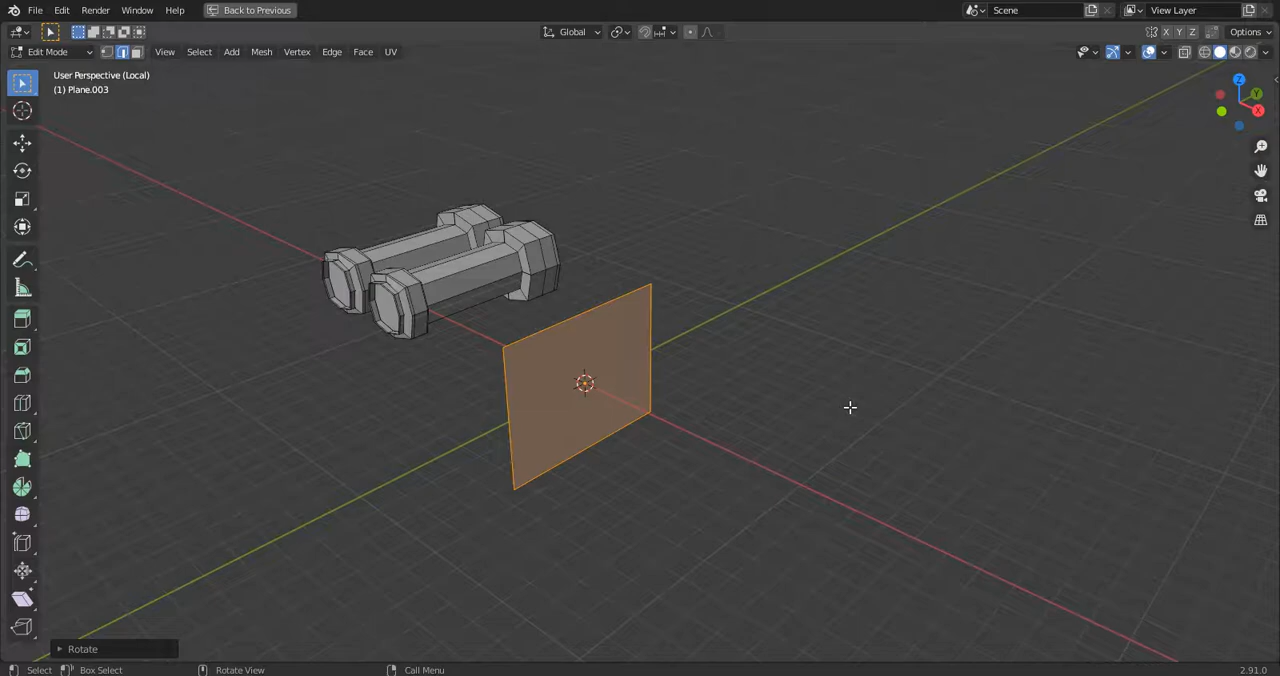 File Edit Render Window Help Back to Previous Scene View Layer
Global Options
X Y Z
Edit Mode View Select Add Mesh Vertex Edge Face UV
User Perspective (Local)
(1) Plane.003
Z
Y
X
Rotate
Select Box Select Rotate View Call Menu 2.91.0